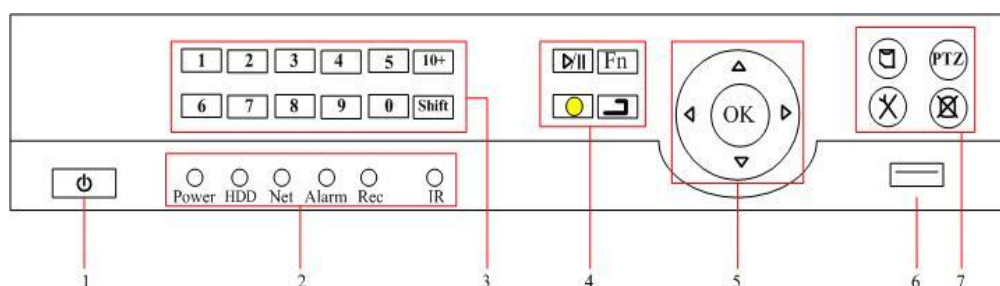 1 2 3 4 5 10+
6 7 8 9 0 Shift
Fn
OK
PTZ
Power HDD Net Alarm Rec IR
1 2 3 4 5 6 7